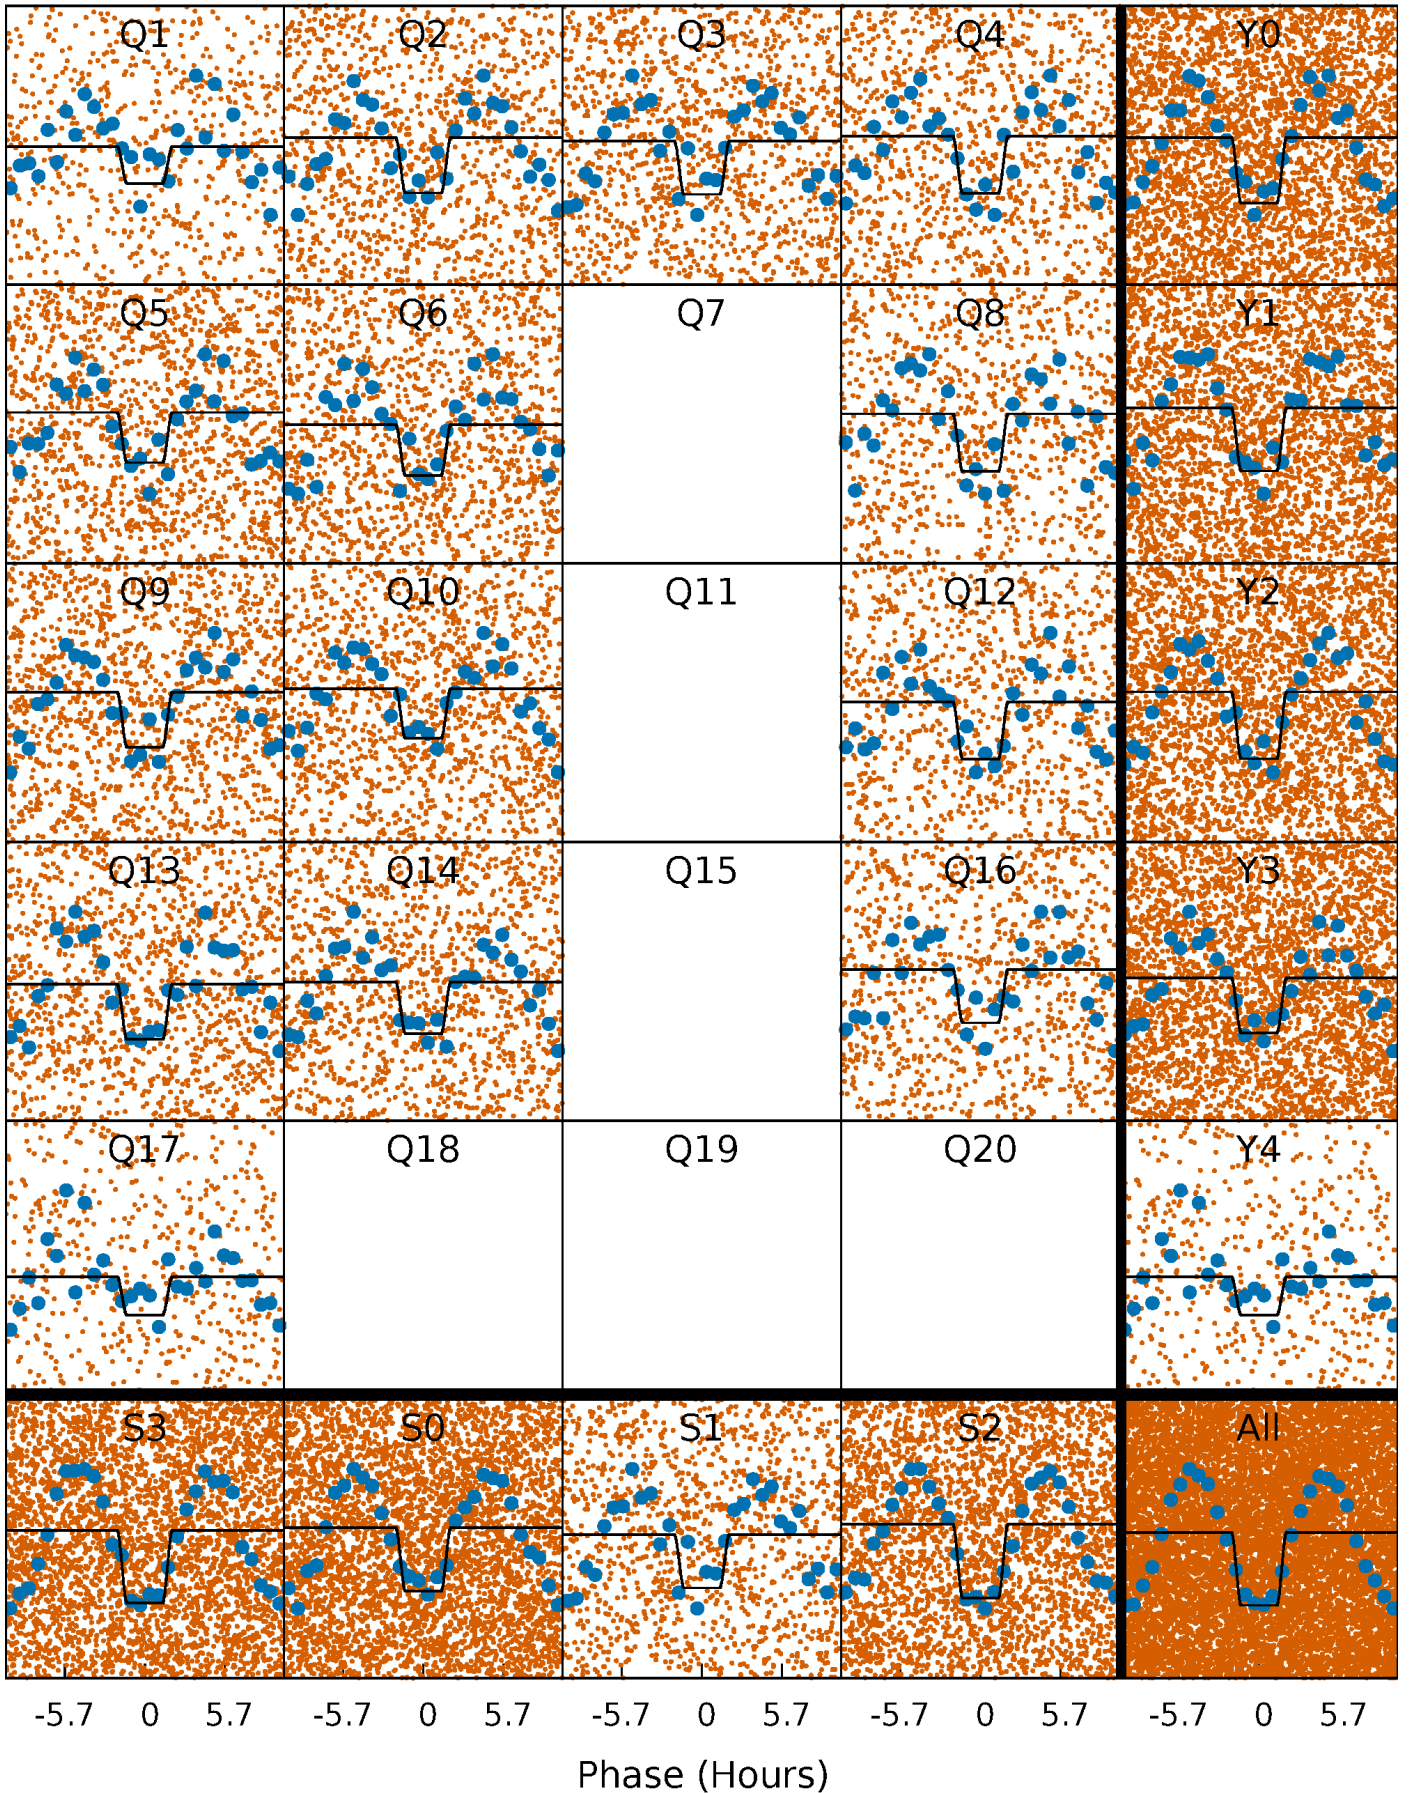 Q1 Q2 Q3 Q4 Y0
Q5 Q6 Q7 Q8 Y1
Q9 Q10 Q11 Q12 Y2
Q13 Q14 Q15 Q16 Y3
Q17 Q18 Q19 Q20 Y4
S3 S0 S1 S2 All
-5.7 0 5.7 -5.7 0 5.7 -5.7 0 5.7 -5.7 0 5.7 -5.7 0 5.7
Phase (Hours)